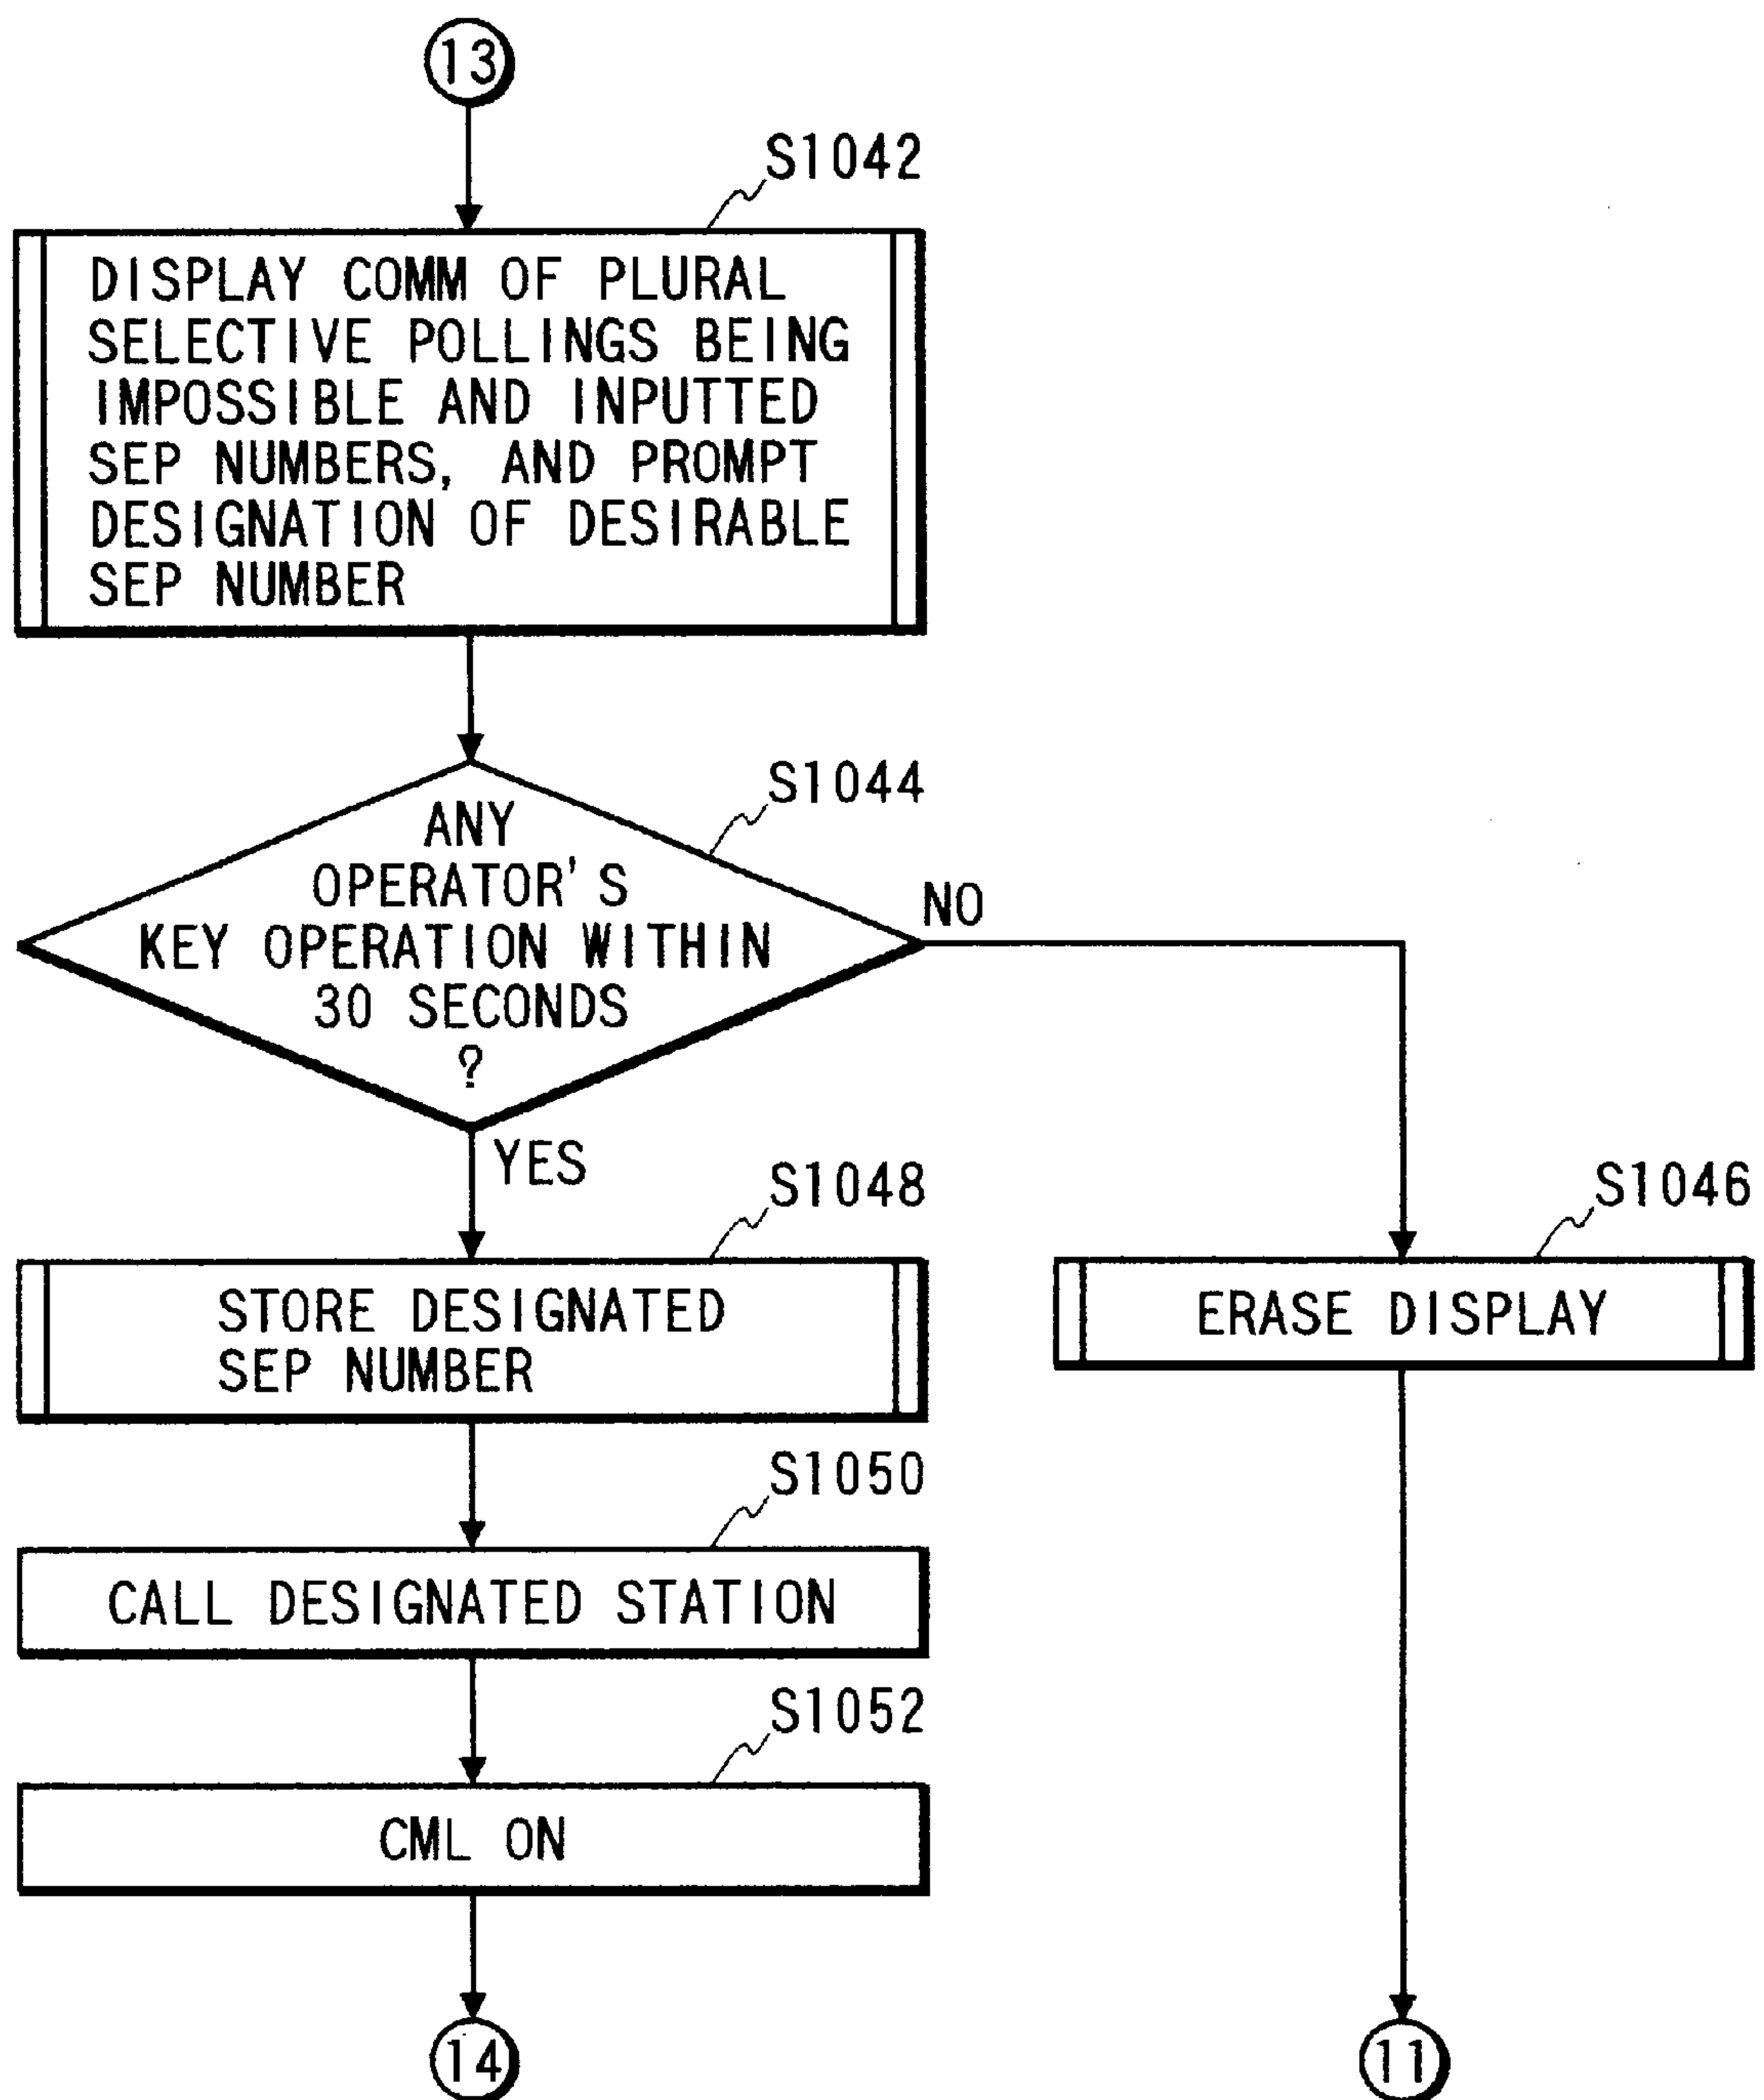 13
S1042
DISPLAY COMM OF PLURAL
SELECTIVE POLLINGS BEING
IMPOSSIBLE AND INPUTTED
SEP NUMBERS, AND PROMPT
DESIGNATION OF DESIRABLE
SEP NUMBER
S1044
ANY
OPERATOR'S
KEY OPERATION WITHIN
30 SECONDS
?
NO
YES
S1048
STORE DESIGNATED
SEP NUMBER
S1046
ERASE DISPLAY
S1050
CALL DESIGNATED STATION
S1052
CML ON
14
11